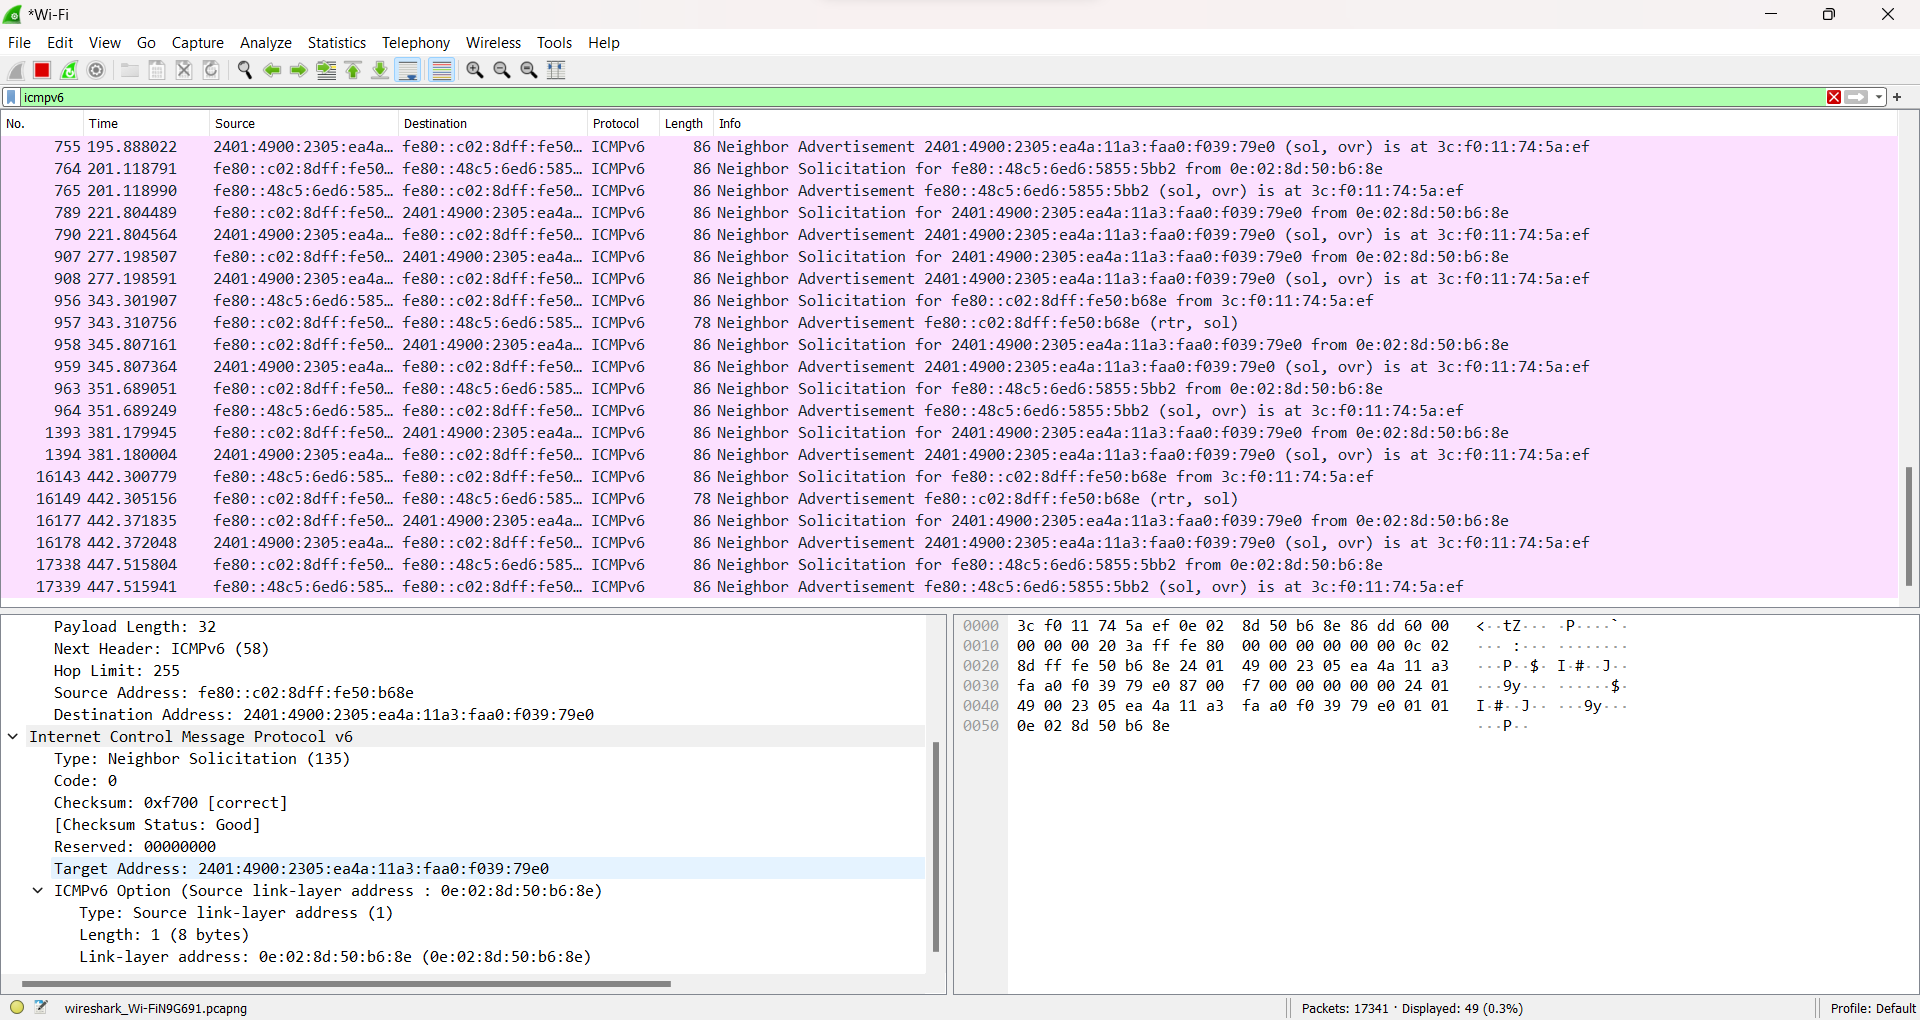 *Wi-Fi
File Edit View Go Capture Analyze Statistics Telephony Wireless Tools Help
icmpv6
No. Time Source Destination Protocol Length Info
755 195.888022 2401:4900:2305:ea4a… fe80::c02:8dff:fe50… ICMPv6 86 Neighbor Advertisement 2401:4900:2305:ea4a:11a3:faa0:f039:79e0 (sol, ovr) is at 3c:f0:11:74:5a:ef
764 201.118791 fe80::c02:8dff:fe50… fe80::48c5:6ed6:585… ICMPv6 86 Neighbor Solicitation for fe80::48c5:6ed6:5855:5bb2 from 0e:02:8d:50:b6:8e
765 201.118990 fe80::48c5:6ed6:585… fe80::c02:8dff:fe50… ICMPv6 86 Neighbor Advertisement fe80::48c5:6ed6:5855:5bb2 (sol, ovr) is at 3c:f0:11:74:5a:ef
789 221.804489 fe80::c02:8dff:fe50… 2401:4900:2305:ea4a… ICMPv6 86 Neighbor Solicitation for 2401:4900:2305:ea4a:11a3:faa0:f039:79e0 from 0e:02:8d:50:b6:8e
790 221.804564 2401:4900:2305:ea4a… fe80::c02:8dff:fe50… ICMPv6 86 Neighbor Advertisement 2401:4900:2305:ea4a:11a3:faa0:f039:79e0 (sol, ovr) is at 3c:f0:11:74:5a:ef
907 277.198507 fe80::c02:8dff:fe50… 2401:4900:2305:ea4a… ICMPv6 86 Neighbor Solicitation for 2401:4900:2305:ea4a:11a3:faa0:f039:79e0 from 0e:02:8d:50:b6:8e
908 277.198591 2401:4900:2305:ea4a… fe80::c02:8dff:fe50… ICMPv6 86 Neighbor Advertisement 2401:4900:2305:ea4a:11a3:faa0:f039:79e0 (sol, ovr) is at 3c:f0:11:74:5a:ef
956 343.301907 fe80::48c5:6ed6:585… fe80::c02:8dff:fe50… ICMPv6 86 Neighbor Solicitation for fe80::c02:8dff:fe50:b68e from 3c:f0:11:74:5a:ef
957 343.310756 fe80::c02:8dff:fe50… fe80::48c5:6ed6:585… ICMPv6 78 Neighbor Advertisement fe80::c02:8dff:fe50:b68e (rtr, sol)
958 345.807161 fe80::c02:8dff:fe50… 2401:4900:2305:ea4a… ICMPv6 86 Neighbor Solicitation for 2401:4900:2305:ea4a:11a3:faa0:f039:79e0 from 0e:02:8d:50:b6:8e
959 345.807364 2401:4900:2305:ea4a… fe80::c02:8dff:fe50… ICMPv6 86 Neighbor Advertisement 2401:4900:2305:ea4a:11a3:faa0:f039:79e0 (sol, ovr) is at 3c:f0:11:74:5a:ef
963 351.689051 fe80::c02:8dff:fe50… fe80::48c5:6ed6:585… ICMPv6 86 Neighbor Solicitation for fe80::48c5:6ed6:5855:5bb2 from 0e:02:8d:50:b6:8e
964 351.689249 fe80::48c5:6ed6:585… fe80::c02:8dff:fe50… ICMPv6 86 Neighbor Advertisement fe80::48c5:6ed6:5855:5bb2 (sol, ovr) is at 3c:f0:11:74:5a:ef
1393 381.179945 fe80::c02:8dff:fe50… 2401:4900:2305:ea4a… ICMPv6 86 Neighbor Solicitation for 2401:4900:2305:ea4a:11a3:faa0:f039:79e0 from 0e:02:8d:50:b6:8e
1394 381.180004 2401:4900:2305:ea4a… fe80::c02:8dff:fe50… ICMPv6 86 Neighbor Advertisement 2401:4900:2305:ea4a:11a3:faa0:f039:79e0 (sol, ovr) is at 3c:f0:11:74:5a:ef
16143 442.300779 fe80::48c5:6ed6:585… fe80::c02:8dff:fe50… ICMPv6 86 Neighbor Solicitation for fe80::c02:8dff:fe50:b68e from 3c:f0:11:74:5a:ef
16149 442.305156 fe80::c02:8dff:fe50… fe80::48c5:6ed6:585… ICMPv6 78 Neighbor Advertisement fe80::c02:8dff:fe50:b68e (rtr, sol)
16177 442.371835 fe80::c02:8dff:fe50… 2401:4900:2305:ea4a… ICMPv6 86 Neighbor Solicitation for 2401:4900:2305:ea4a:11a3:faa0:f039:79e0 from 0e:02:8d:50:b6:8e
16178 442.372048 2401:4900:2305:ea4a… fe80::c02:8dff:fe50… ICMPv6 86 Neighbor Advertisement 2401:4900:2305:ea4a:11a3:faa0:f039:79e0 (sol, ovr) is at 3c:f0:11:74:5a:ef
17338 447.515804 fe80::c02:8dff:fe50… fe80::48c5:6ed6:585… ICMPv6 86 Neighbor Solicitation for fe80::48c5:6ed6:5855:5bb2 from 0e:02:8d:50:b6:8e
17339 447.515941 fe80::48c5:6ed6:585… fe80::c02:8dff:fe50… ICMPv6 86 Neighbor Advertisement fe80::48c5:6ed6:5855:5bb2 (sol, ovr) is at 3c:f0:11:74:5a:ef
Payload Length: 32
Next Header: ICMPv6 (58)
Hop Limit: 255
Source Address: fe80::c02:8dff:fe50:b68e
Destination Address: 2401:4900:2305:ea4a:11a3:faa0:f039:79e0
Internet Control Message Protocol v6
Type: Neighbor Solicitation (135)
Code: 0
Checksum: 0xf700 [correct]
[Checksum Status: Good]
Reserved: 00000000
Target Address: 2401:4900:2305:ea4a:11a3:faa0:f039:79e0
ICMPv6 Option (Source link-layer address : 0e:02:8d:50:b6:8e)
Type: Source link-layer address (1)
Length: 1 (8 bytes)
Link-layer address: 0e:02:8d:50:b6:8e (0e:02:8d:50:b6:8e)
0000 3c f0 11 74 5a ef 0e 02 8d 50 b6 8e 86 dd 60 00 <··tZ··· ·P····`·
0010 00 00 00 20 3a ff fe 80 00 00 00 00 00 00 0c 02 ··· :··· ········
0020 8d ff fe 50 b6 8e 24 01 49 00 23 05 ea 4a 11 a3 ···P··$· I·#··J··
0030 fa a0 f0 39 79 e0 87 00 f7 00 00 00 00 00 24 01 ···9y··· ······$·
0040 49 00 23 05 ea 4a 11 a3 fa a0 f0 39 79 e0 01 01 I·#··J·· ···9y···
0050 0e 02 8d 50 b6 8e ···P··
wireshark_Wi-FiN9G691.pcapng
Packets: 17341 · Displayed: 49 (0.3%)
Profile: Default